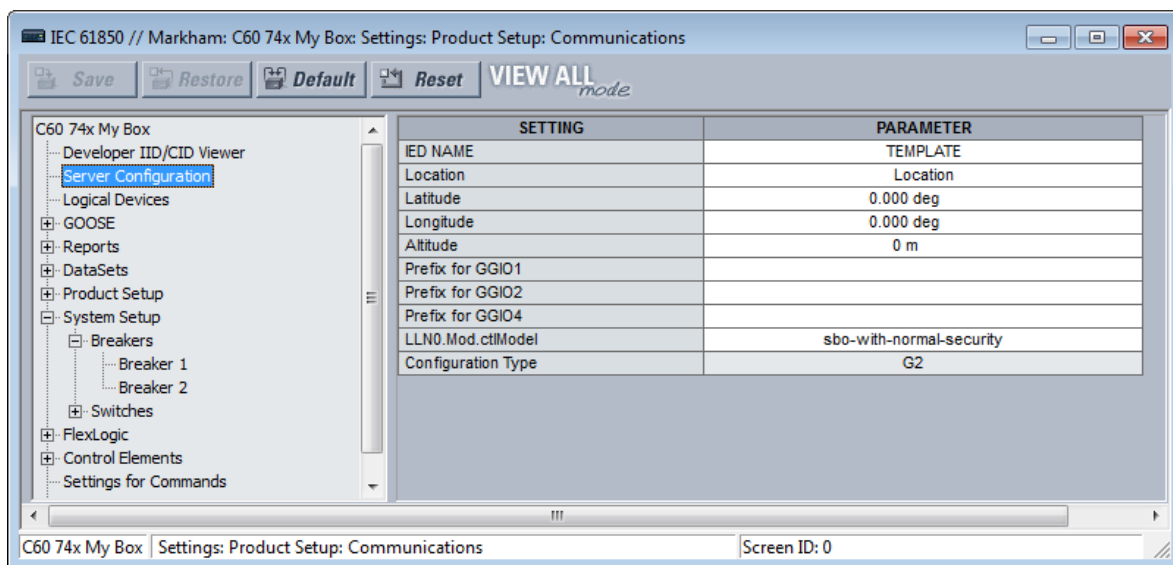 IEC 61850 // Markham: C60 74x My Box: Settings: Product Setup: Communications
Save Restore Default Reset VIEW ALL mode
C60 74x My Box
Developer IID/CID Viewer
Server Configuration
Logical Devices
GOOSE
Reports
DataSets
Product Setup
System Setup
Breakers
Breaker 1
Breaker 2
Switches
FlexLogic
Control Elements
Settings for Commands
SETTING PARAMETER
IED NAME TEMPLATE
Location Location
Latitude 0.000 deg
Longitude 0.000 deg
Altitude 0 m
Prefix for GGIO1
Prefix for GGIO2
Prefix for GGIO4
LLN0.Mod.ctlModel sbo-with-normal-security
Configuration Type G2
C60 74x My Box Settings: Product Setup: Communications Screen ID: 0